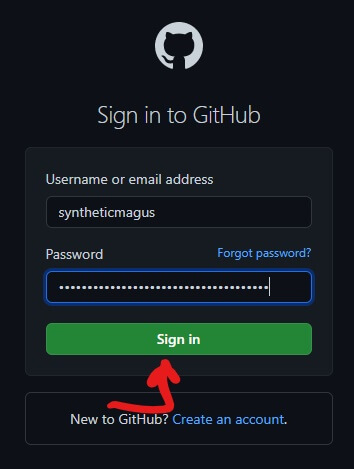 Sign in to GitHub
Username or email address
syntheticmagus
Password Forgot password?
Sign in
New to GitHub? Create an account.